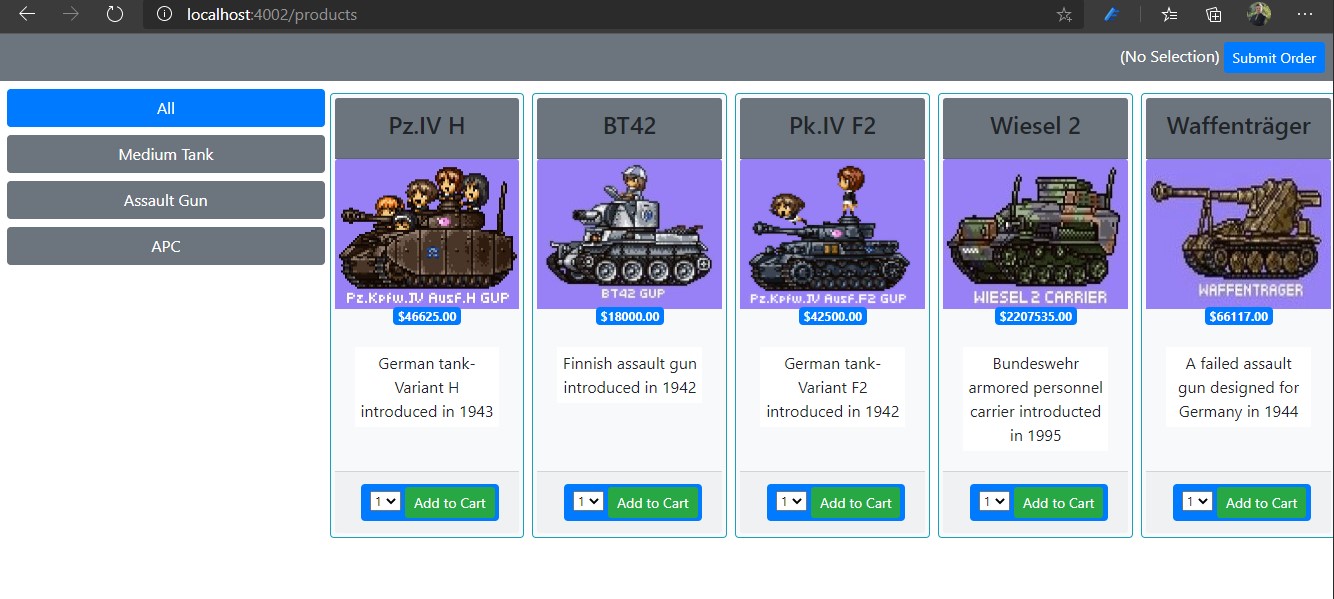 localhost:4002/products
(No Selection) Submit Order
All
Medium Tank
Assault Gun
APC
Pz.IV H
Pz.Kpfw.IV Ausf.H GUP
$46625.00
German tank-
Variant H
introduced in 1943
1 Add to Cart
BT42
BT42 GUP
$18000.00
Finnish assault gun
introduced in 1942
1 Add to Cart
Pk.IV F2
Pz.Kpfw.IV Ausf.F2 GUP
$42500.00
German tank-
Variant F2
introduced in 1942
1 Add to Cart
Wiesel 2
WIESEL 2 CARRIER
$2207535.00
Bundeswehr
armored personnel
carrier introducted
in 1995
1 Add to Cart
Waffenträger
WAFFENTRAGER
$66117.00
A failed assault
gun designed for
Germany in 1944
1 Add to Cart